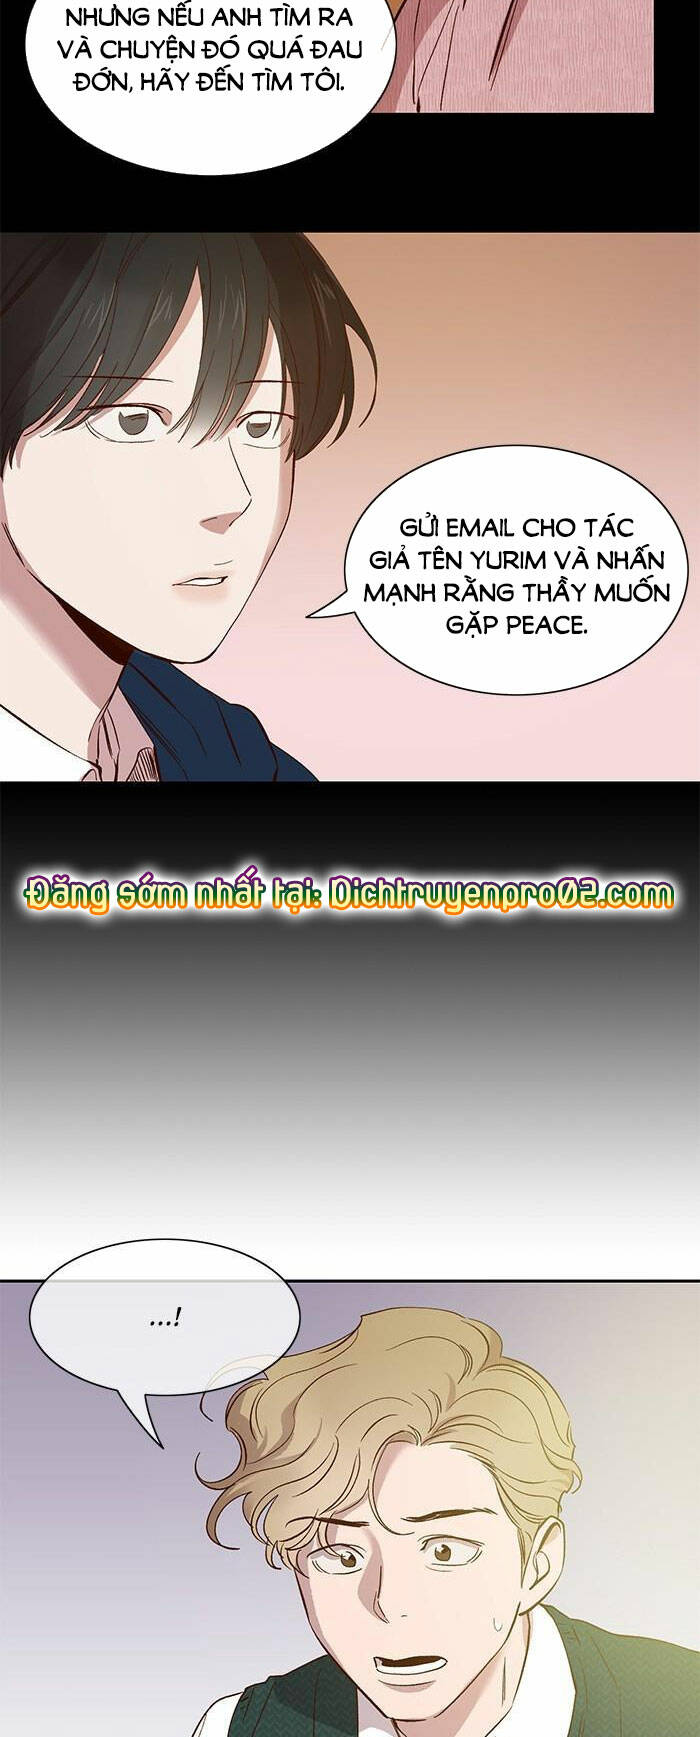 NHƯNG NẾU ANH TÌM RA
VÀ CHUYỆN ĐÓ QUÁ ĐAU
ĐỚN, HÃY ĐẾN TÌM TÔI.
GỬI EMAIL CHO TÁC
GIẢ TÊN YURIM VÀ NHẤN
MẠNH RẰNG THẦY MUỐN
GẶP PEACE.
Đăng sớm nhất tại: Dichtruyenpro02.com
...!